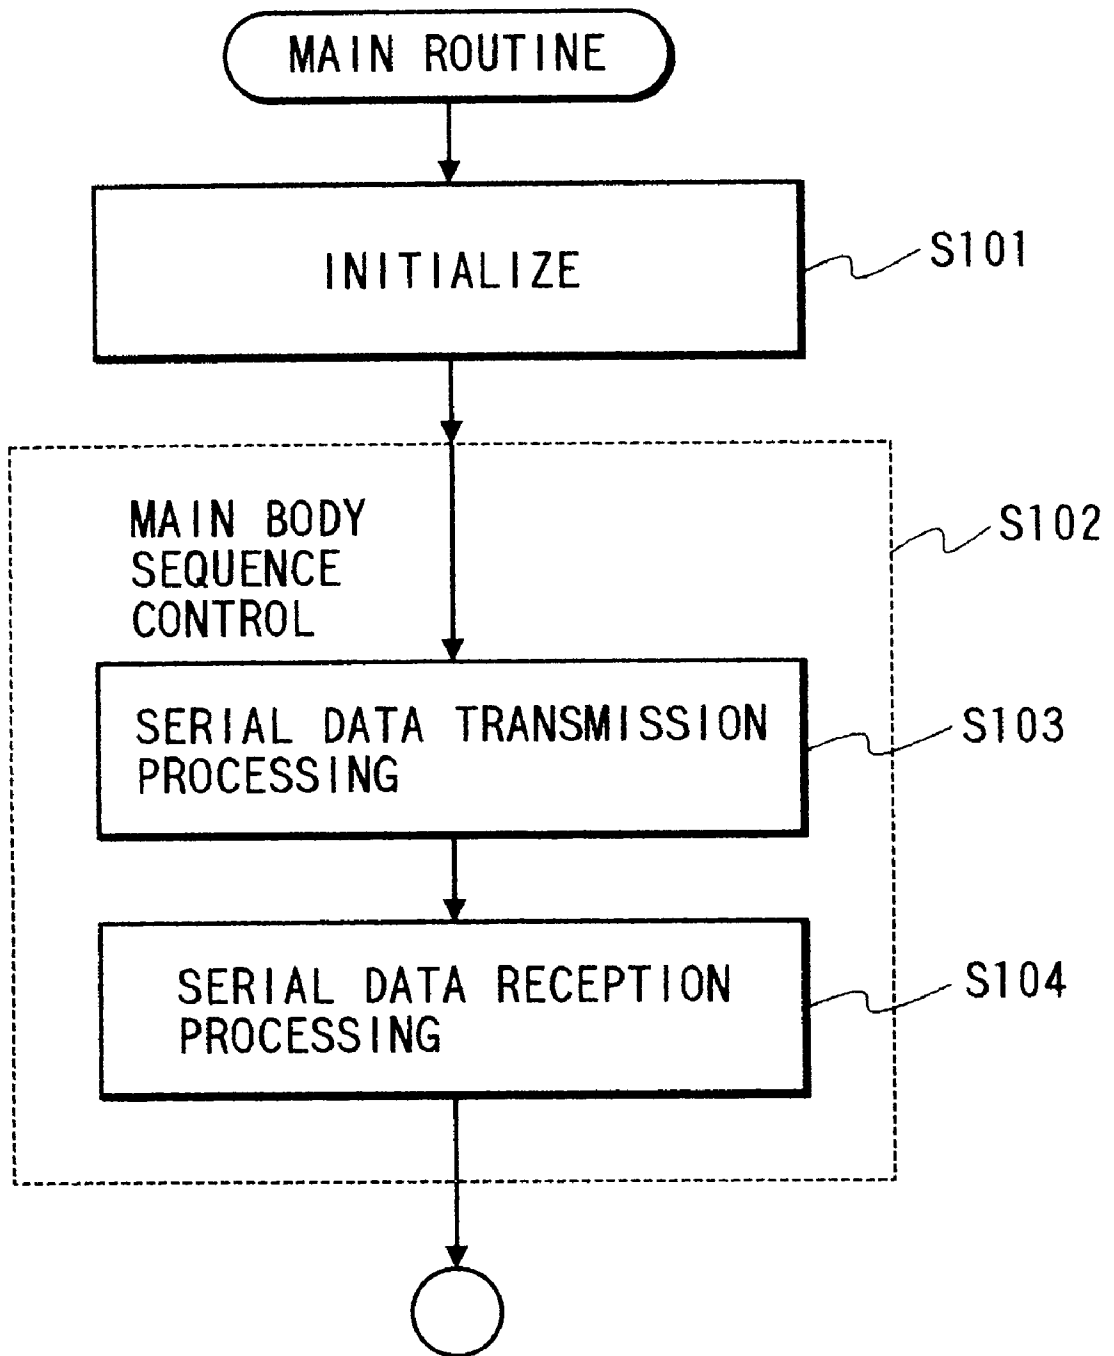 MAIN ROUTINE
INITIALIZE
S101
MAIN BODY
SEQUENCE
CONTROL
S102
SERIAL DATA TRANSMISSION
PROCESSING
S103
SERIAL DATA RECEPTION
PROCESSING
S104